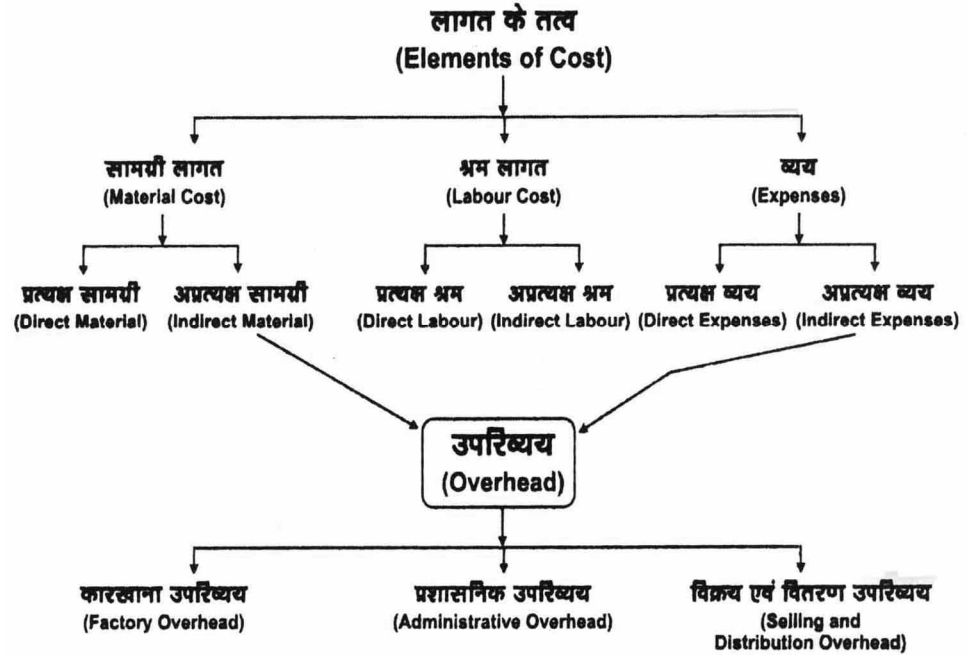 लागत के तत्व
(Elements of Cost)
सामग्री लागत
(Material Cost)
श्रम लागत
(Labour Cost)
व्यय
(Expenses)
प्रत्यक्ष सामग्री
(Direct Material)
अप्रत्यक्ष सामग्री
(Indirect Material)
प्रत्यक्ष श्रम
(Direct Labour)
अप्रत्यक्ष श्रम
(Indirect Labour)
प्रत्यक्ष व्यय
(Direct Expenses)
अप्रत्यक्ष व्यय
(Indirect Expenses)
उपरिव्यय
(Overhead)
कारखाना उपरिव्यय
(Factory Overhead)
प्रशासनिक उपरिव्यय
(Administrative Overhead)
विक्रय एवं वितरण उपरिव्यय
(Selling and
Distribution Overhead)